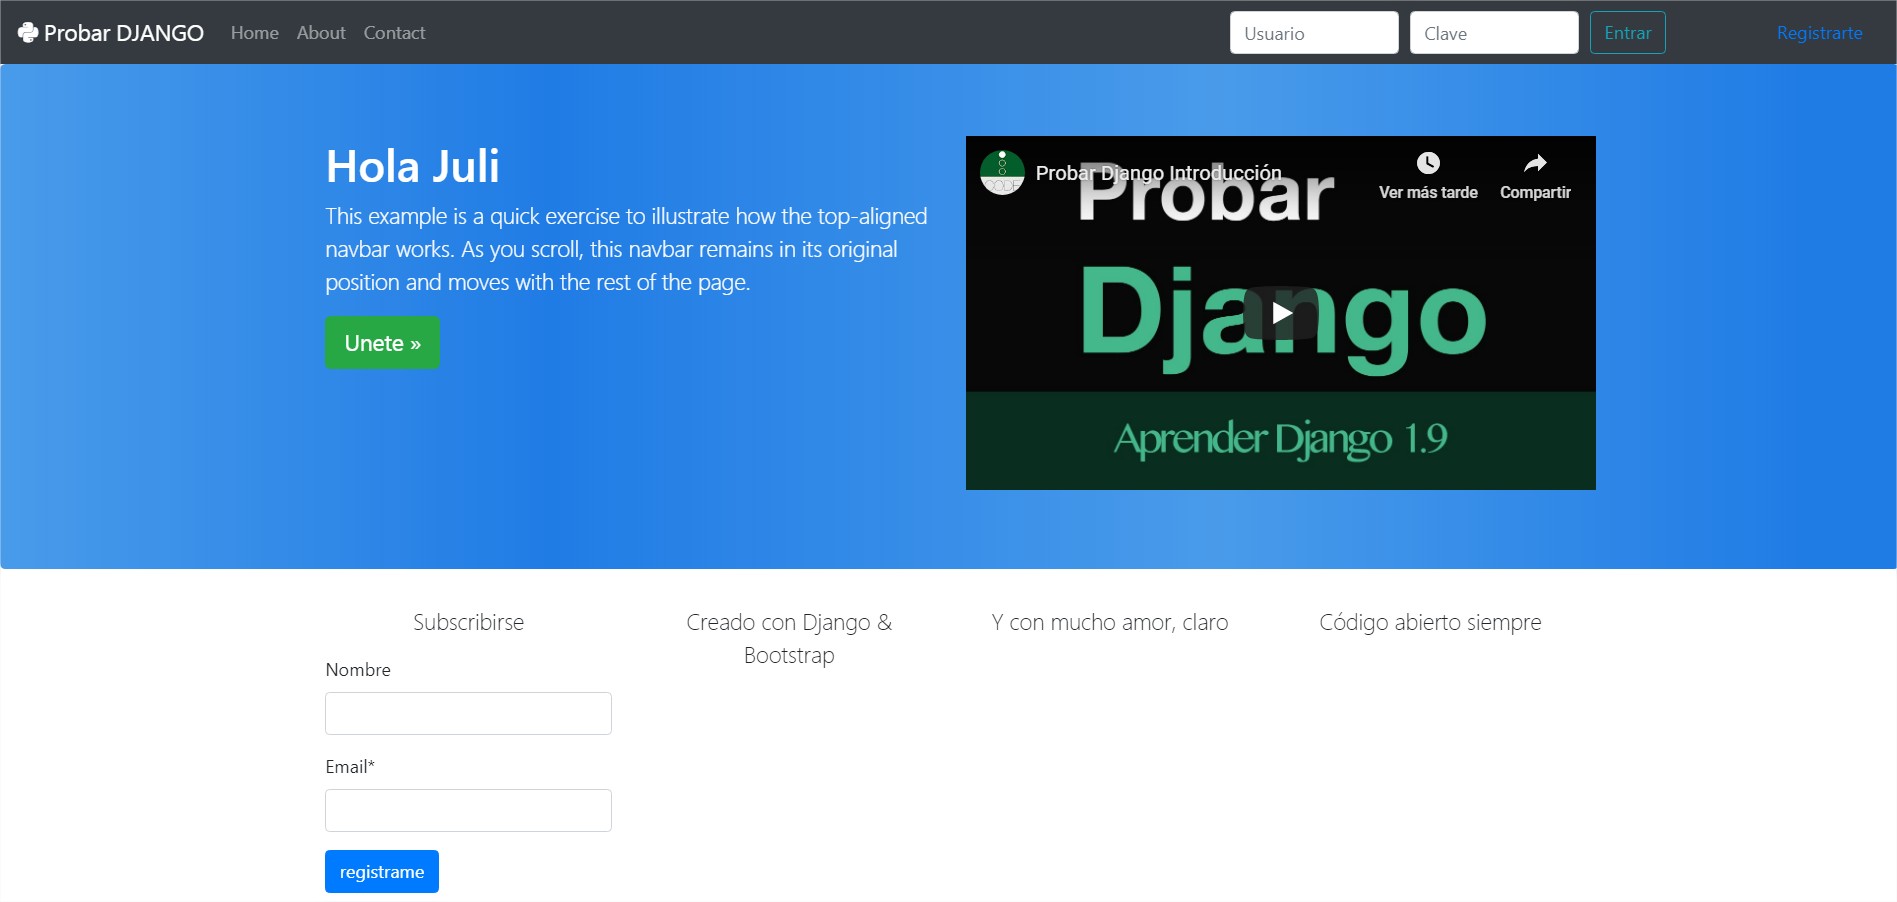 Probar DJANGO Home About Contact Usuario Clave Entrar Registrarte
Hola Juli
This example is a quick exercise to illustrate how the top-aligned
navbar works. As you scroll, this navbar remains in its original
position and moves with the rest of the page.
Unete »
CODE
Probar Django Introducción
Ver más tarde
Compartir
Probar
Django
Aprender Django 1.9
Subscribirse
Nombre
Email*
registrame
Creado con Django &
Bootstrap
Y con mucho amor, claro
Código abierto siempre